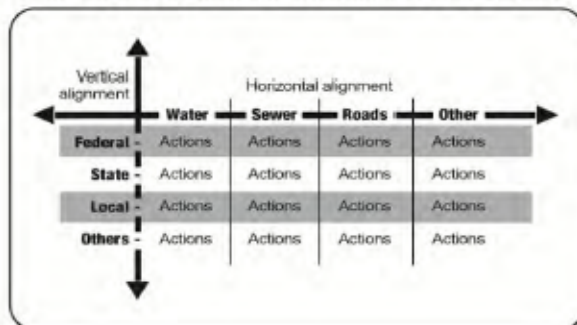 Vertical
alignment
Horizontal alignment
Water Sewer Roads Other
Federal Actions Actions Actions Actions
State Actions Actions Actions Actions
Local Actions Actions Actions Actions
Others Actions Actions Actions Actions